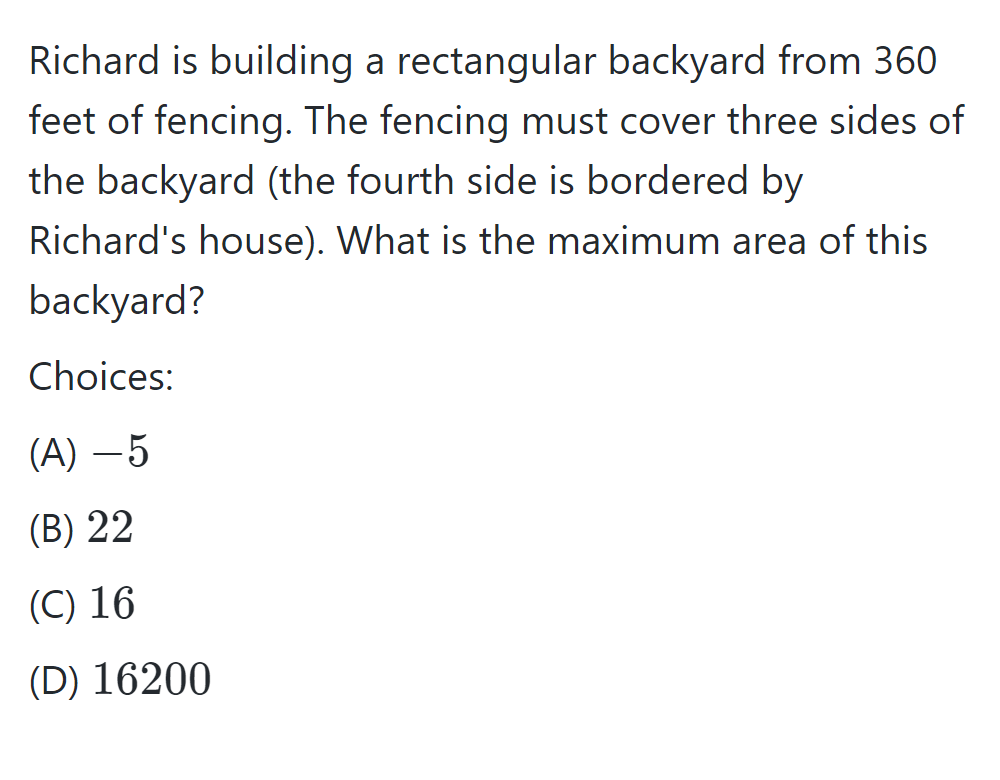 Richard is building a rectangular backyard from 360
feet of fencing. The fencing must cover three sides of
the backyard (the fourth side is bordered by
Richard's house). What is the maximum area of this
backyard?
Choices:
(A) −5
(B) 22
(C) 16
(D) 16200